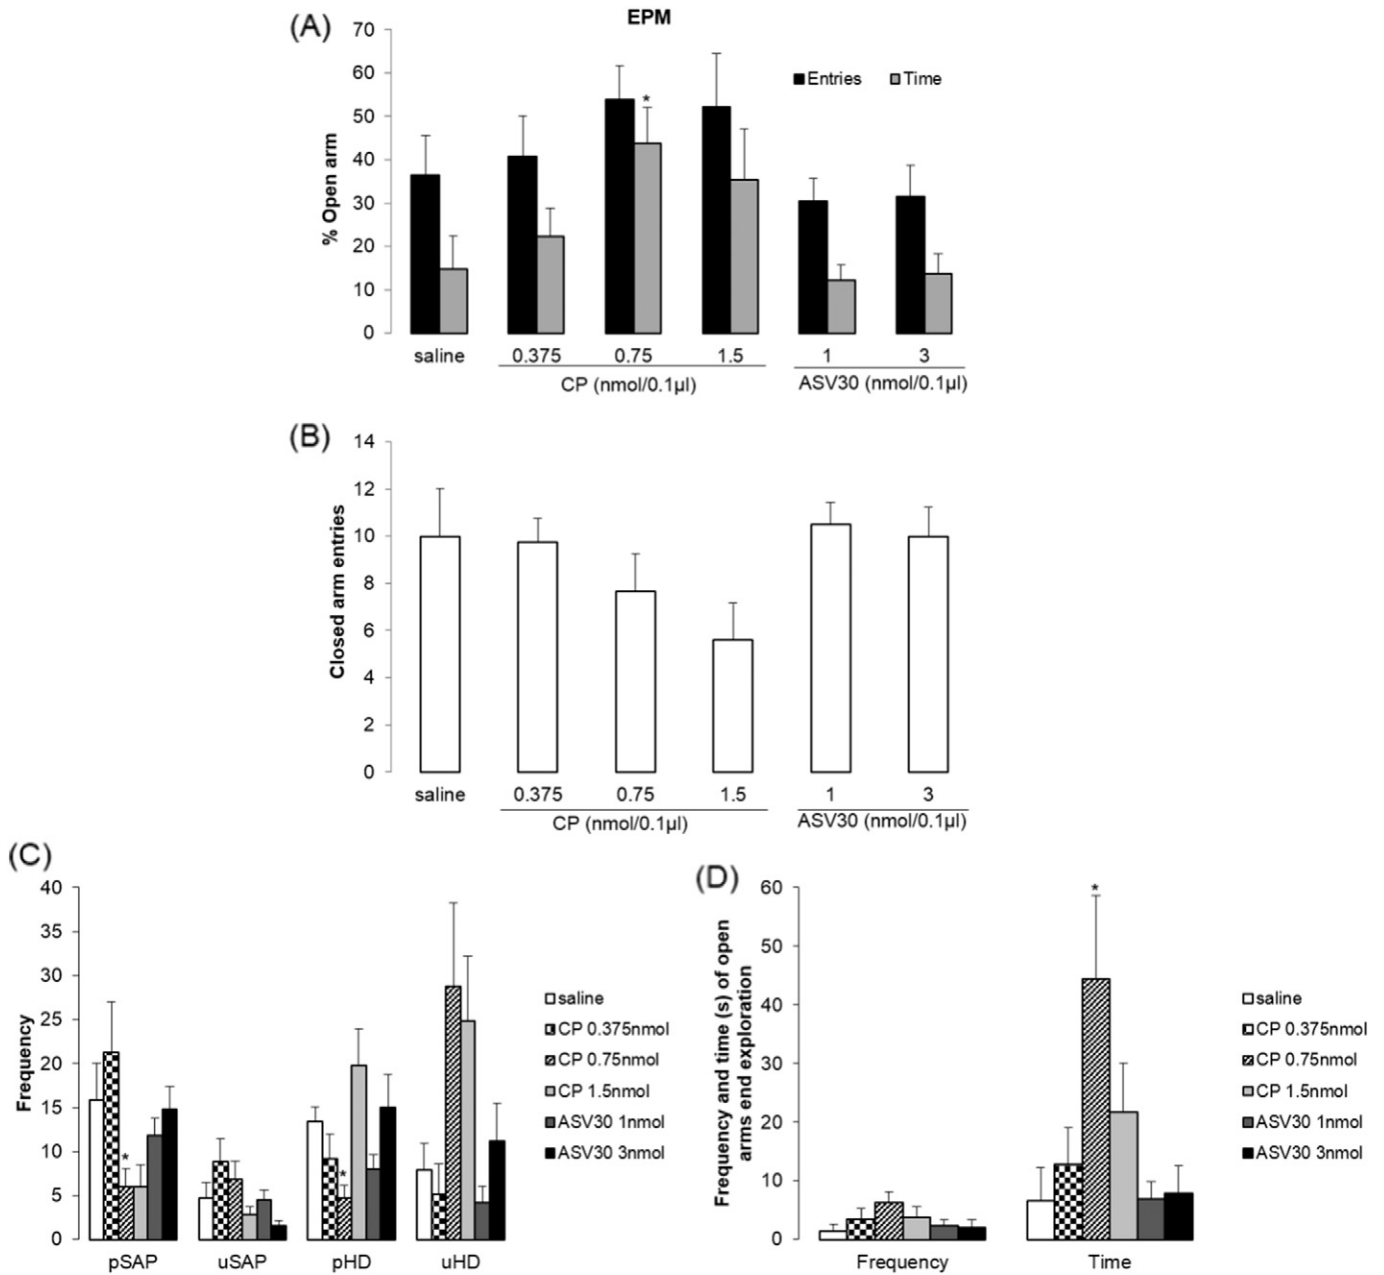 (A)
EPM
% Open arm
70
60
50
40
30
20
10
0
Entries Time
*
saline 0.375 0.75 1.5 1 3
CP (nmol/0.1µl) ASV30 (nmol/0.1µl)
(B)
Closed arm entries
14
12
10
8
6
4
2
0
saline 0.375 0.75 1.5 1 3
CP (nmol/0.1µl) ASV30 (nmol/0.1µl)
(C)
Frequency
40
35
30
25
20
15
10
5
0
*
*
pSAP uSAP pHD uHD
saline
CP 0.375nmol
CP 0.75nmol
CP 1.5nmol
ASV30 1nmol
ASV30 3nmol
(D)
Frequency and time (s) of open
arms end exploration
60
50
40
30
20
10
0
*
Frequency Time
saline
CP 0.375nmol
CP 0.75nmol
CP 1.5nmol
ASV30 1nmol
ASV30 3nmol